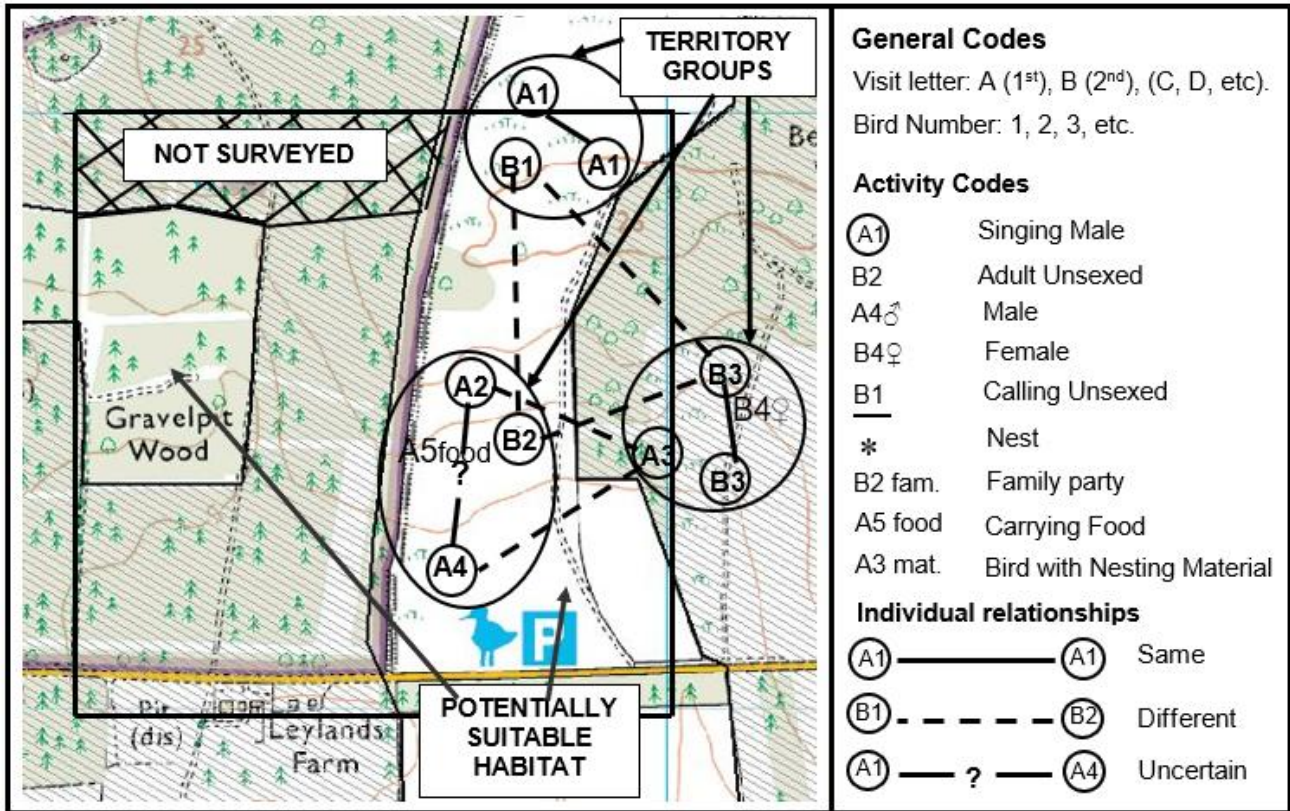 25
TERRITORY
GROUPS
A1
NOT SURVEYED
B1
A1
Be
25
A2
B3
B4♀
Gravelpit
Wood
B2
A5food
A3
?
B3
A4
P
Pit
(dis)
Leylands
Farm
POTENTIALLY
SUITABLE
HABITAT
General Codes
Visit letter: A (1st), B (2nd), (C, D, etc).
Bird Number: 1, 2, 3, etc.
Activity Codes
A1 Singing Male
B2 Adult Unsexed
A4♂ Male
B4♀ Female
B1 Calling Unsexed
* Nest
B2 fam. Family party
A5 food Carrying Food
A3 mat. Bird with Nesting Material
Individual relationships
A1 A1 Same
B1 B2 Different
A1 ? A4 Uncertain